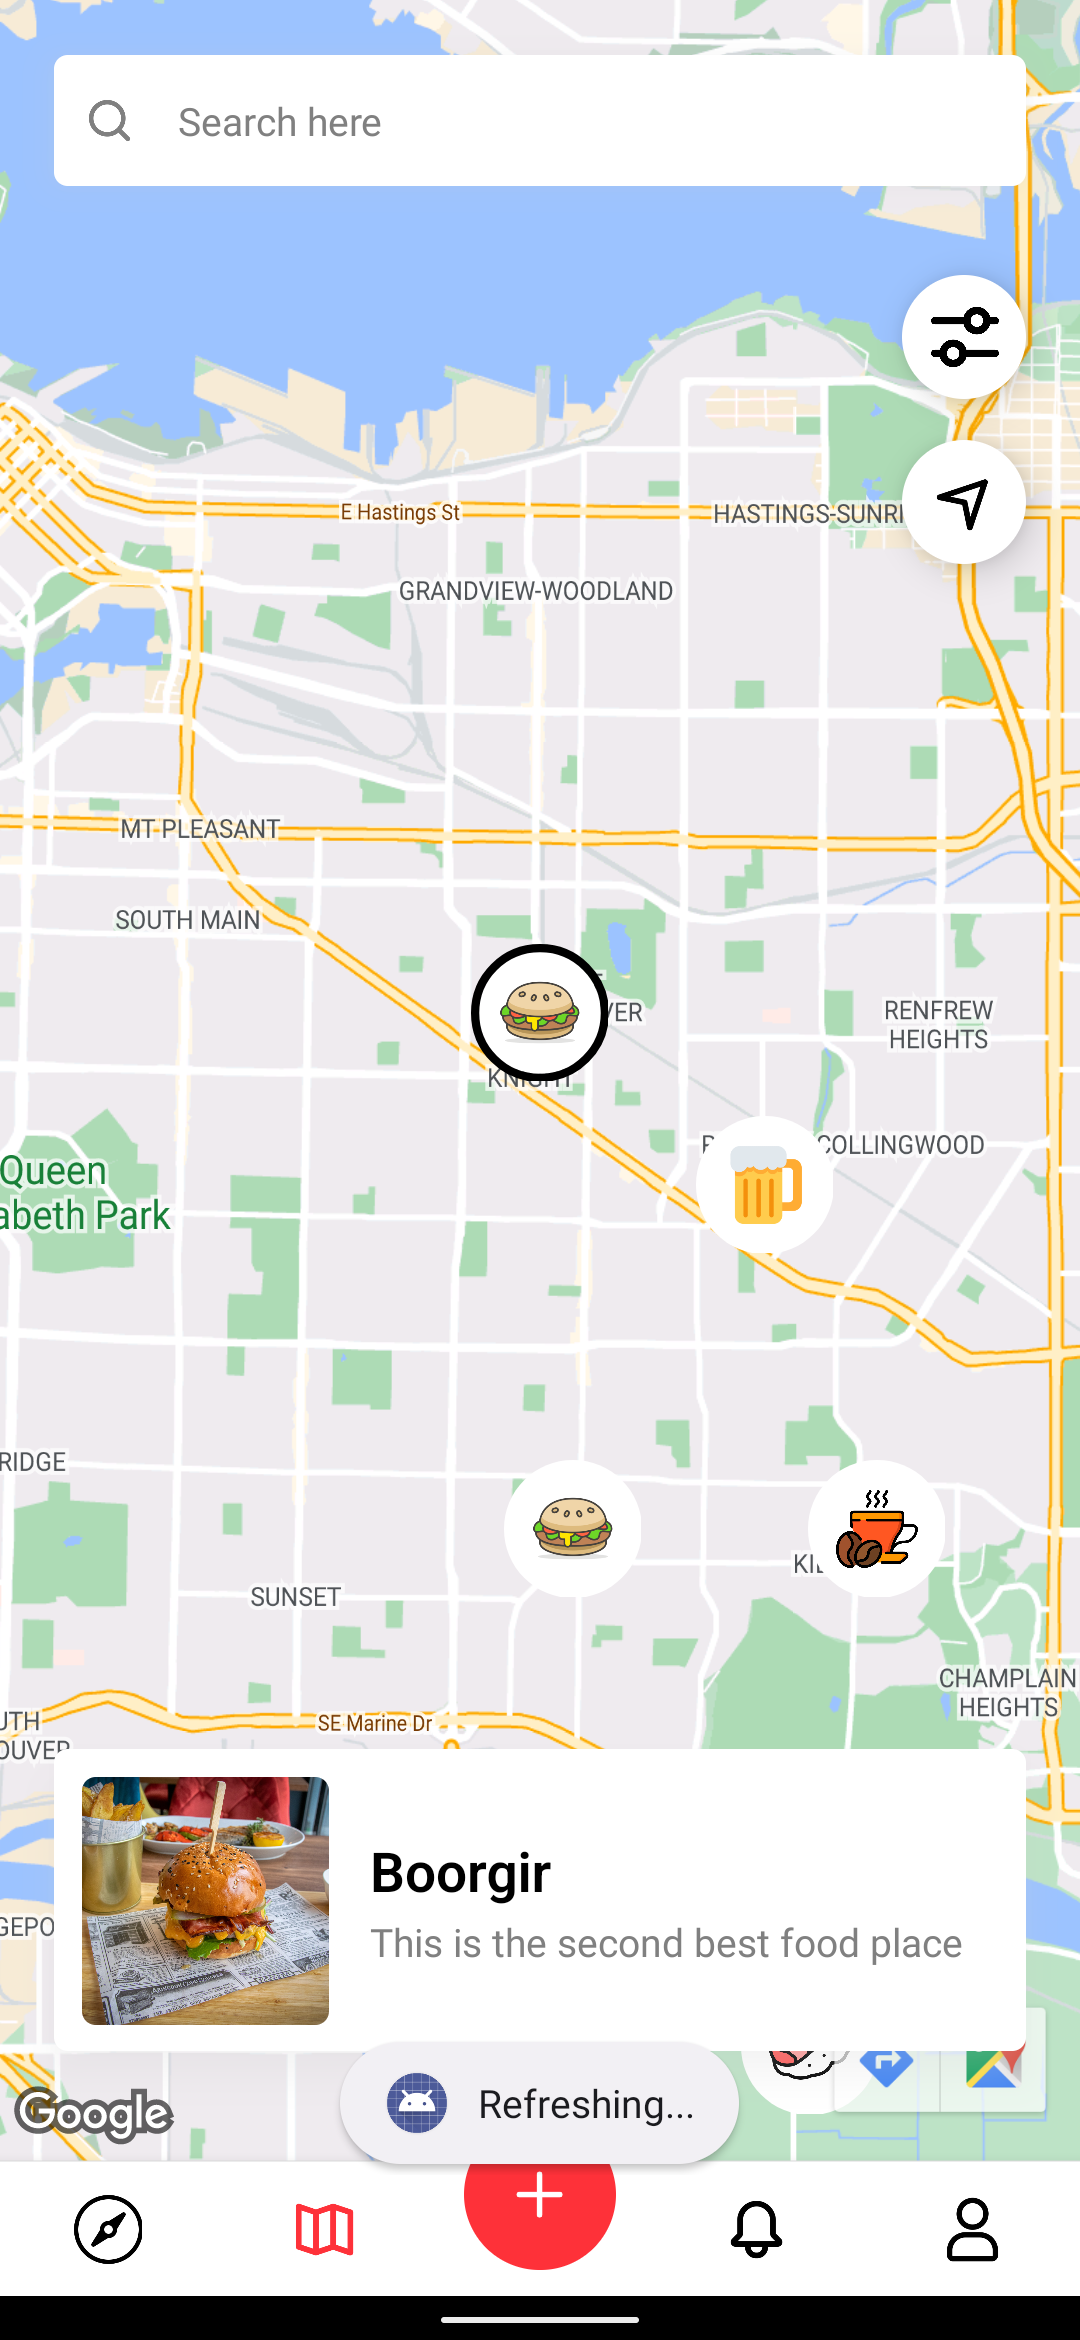 Search here
E Hastings St
HASTINGS-SUNRI
GRANDVIEW-WOODLAND
MT PLEASANT
SOUTH MAIN
VER
RENFREW
HEIGHTS
KNIGHT
COLLINGWOOD
Queen
abeth Park
RIDGE
KIL
SUNSET
CHAMPLAIN
HEIGHTS
SE Marine Dr
UTH
OUVER
Boorgir
This is the second best food place
GEPO
Refreshing...
Google